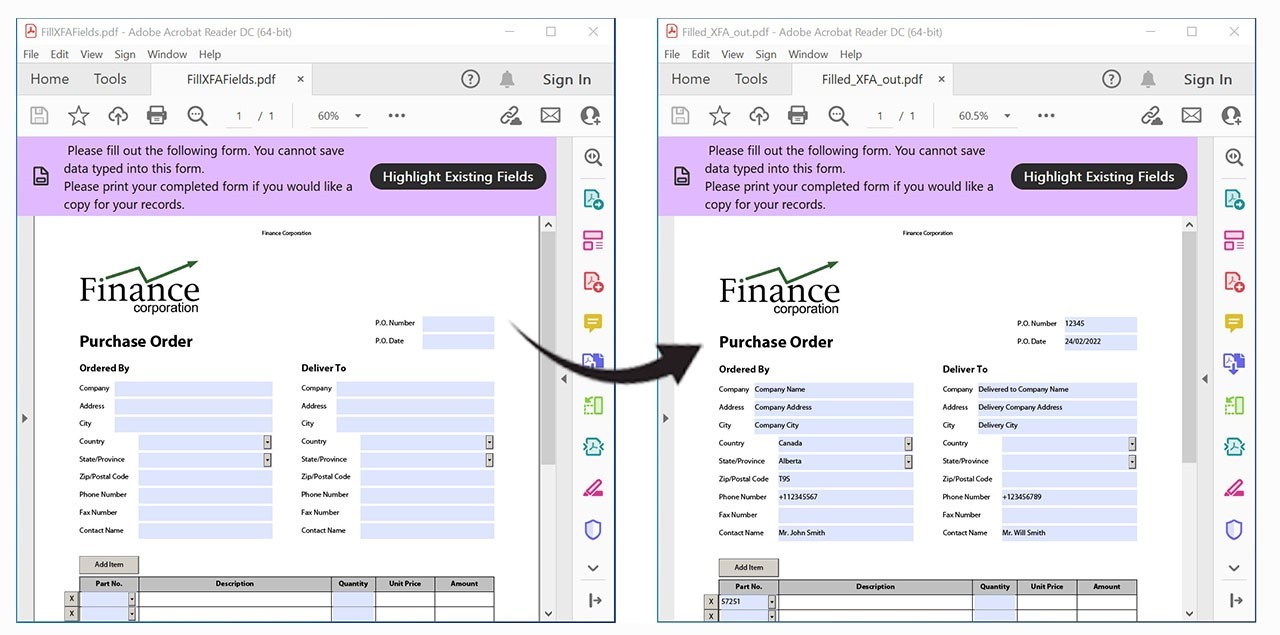 FillXFAFields.pdf - Adobe Acrobat Reader DC (64-bit)
File Edit View Sign Window Help
Home Tools FillXFAFields.pdf × ? Sign In
1 / 1 60%
Please fill out the following form. You cannot save
data typed into this form.
Please print your completed form if you would like a
copy for your records.
Highlight Existing Fields
Finance Corporation
Finance
corporation
P.O. Number
P.O. Date
Purchase Order
Ordered By Deliver To
Company Company
Address Address
City City
Country Country
State/Province State/Province
Zip/Postal Code Zip/Postal Code
Phone Number Phone Number
Fax Number Fax Number
Contact Name Contact Name
Add Item
Part No. Description Quantity Unit Price Amount
X
X
Filled_XFA_out.pdf - Adobe Acrobat Reader DC (64-bit)
File Edit View Sign Window Help
Home Tools Filled_XFA_out.pdf × ? Sign In
1 / 1 60.5%
Please fill out the following form. You cannot save
data typed into this form.
Please print your completed form if you would like a
copy for your records.
Highlight Existing Fields
Finance Corporation
Finance
corporation
P.O. Number 12345
P.O. Date 24/02/2022
Purchase Order
Ordered By Deliver To
Company Company Name Company Delivered to Company Name
Address Company Address Address Delivery Company Address
City Company City City Delivery City
Country Canada Country
State/Province Alberta State/Province
Zip/Postal Code T9S Zip/Postal Code
Phone Number +112345567 Phone Number +123456789
Fax Number Fax Number
Contact Name Mr. John Smith Contact Name Mr. Will Smith
Add Item
Part No. Description Quantity Unit Price Amount
X 57251
X